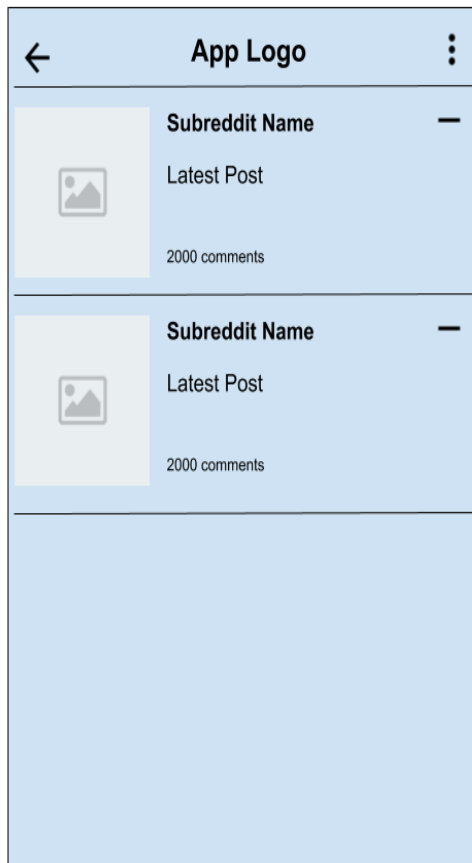 App Logo
Subreddit Name
Latest Post
2000 comments
Subreddit Name
Latest Post
2000 comments